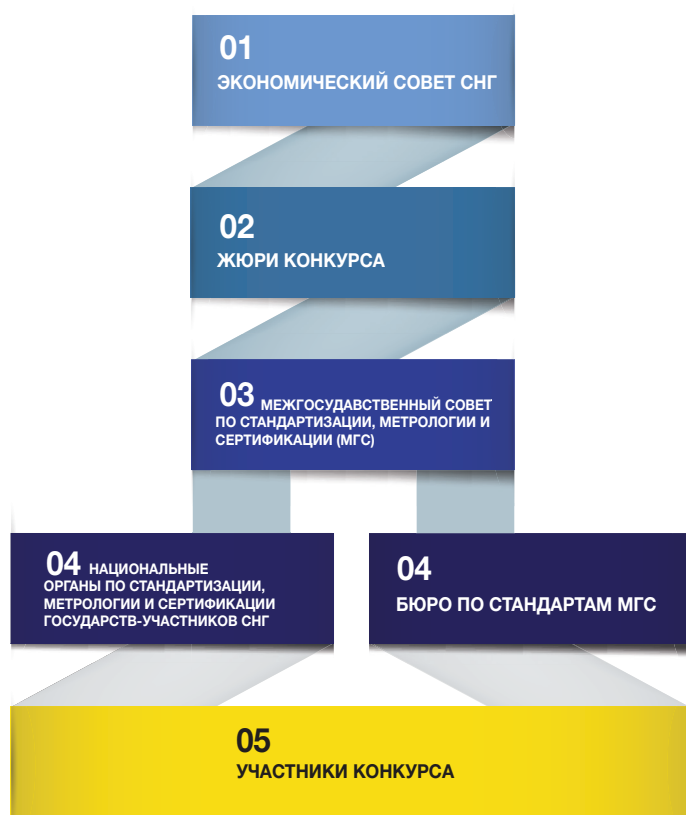 01
ЭКОНОМИЧЕСКИЙ СОВЕТ СНГ
02
ЖЮРИ КОНКУРСА
03 МЕЖГОСУДАВСТВЕННЫЙ СОВЕТ
ПО СТАНДАРТИЗАЦИИ, МЕТРОЛОГИИ И
СЕРТИФИКАЦИИ (МГС)
04 НАЦИОНАЛЬНЫЕ
ОРГАНЫ ПО СТАНДАРТИЗАЦИИ,
МЕТРОЛОГИИ И СЕРТИФИКАЦИИ
ГОСУДАРСТВ-УЧАСТНИКОВ СНГ
04
БЮРО ПО СТАНДАРТАМ МГС
05
УЧАСТНИКИ КОНКУРСА